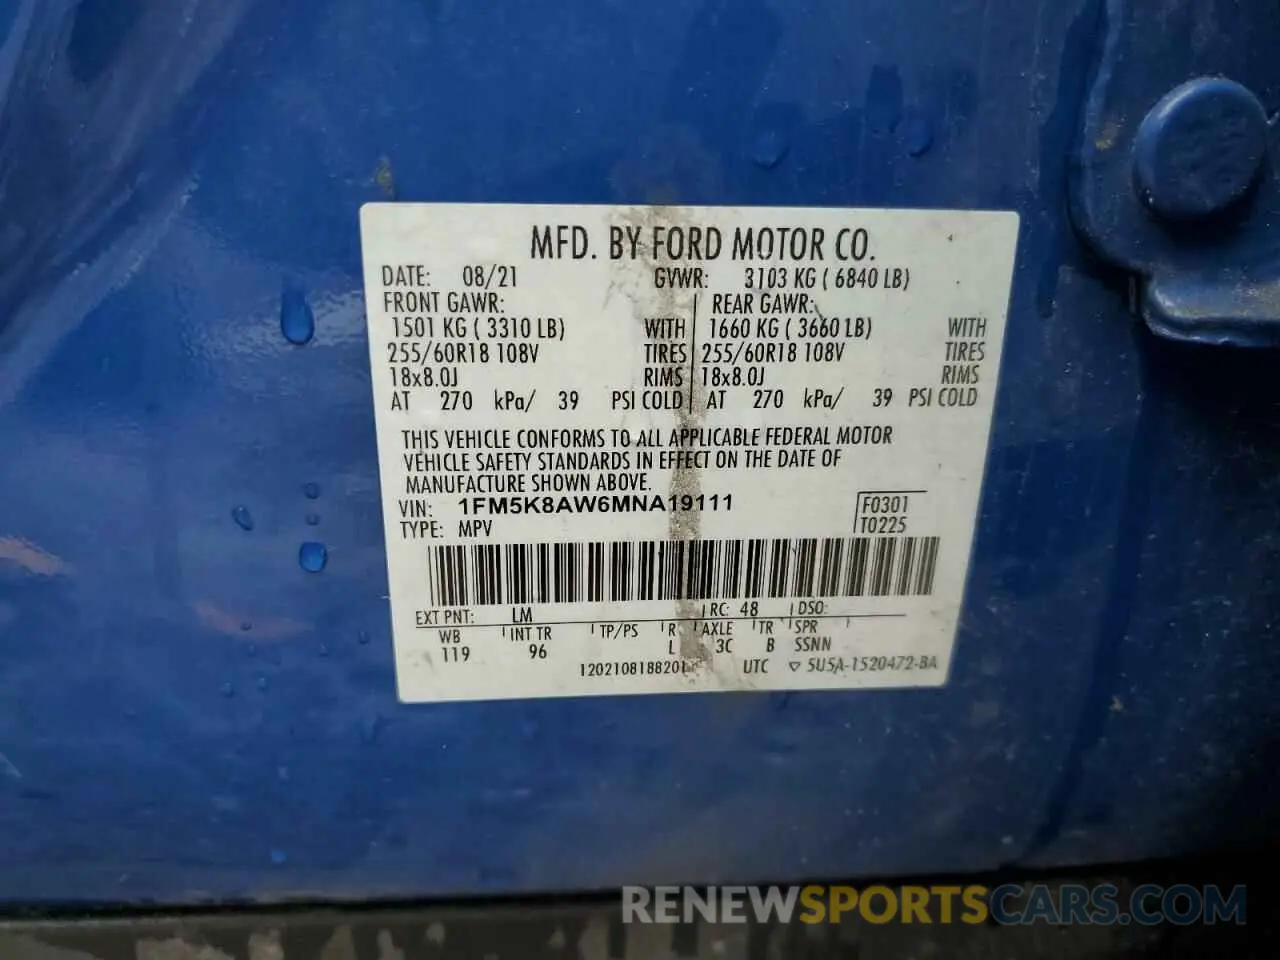 MFD. BY FORD MOTOR CO.
DATE: 08/21 GVWR: 3103 KG ( 6840 LB)
FRONT GAWR: REAR GAWR:
1501 KG ( 3310 LB) WITH 1660 KG ( 3660 LB) WITH
255/60R18 108V TIRES 255/60R18 108V TIRES
18x8.0J RIMS 18x8.0J RIMS
AT 270 kPa/ 39 PSI COLD AT 270 kPa/ 39 PSI COLD
THIS VEHICLE CONFORMS TO ALL APPLICABLE FEDERAL MOTOR
VEHICLE SAFETY STANDARDS IN EFFECT ON THE DATE OF
MANUFACTURE SHOWN ABOVE.
VIN: 1FM5K8AW6MNA19111 F0301
TYPE: MPV T0225
EXT PNT: LM RC: 48 DSO:
WB INT TR TP/PS R AXLE TR SPR
119 96 L 3C B SSNN
UTC 5U5A-1520472-BA
RENEWSPORTSCARS.COM